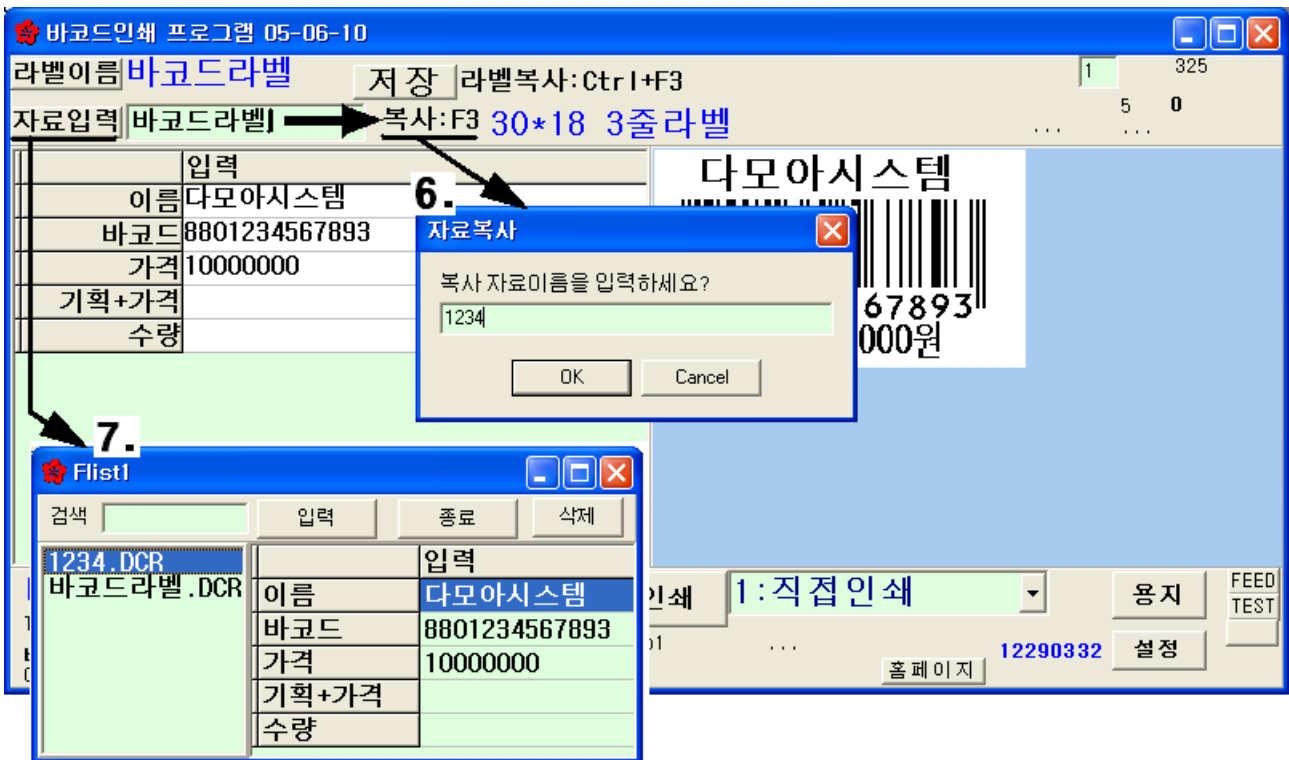 바코드인쇄 프로그램 05-06-10
라벨이름 바코드라벨 저 장 라벨복사:Ctrl+F3 1 325
자료입력 바코드라벨 복사:F3 30*18 3줄라벨 ... 5 ... 0
입력
이름 다모아시스템
바코드 8801234567893
가격 10000000
기획+가격
수량
다모아시스템
67893
000원
6.
자료복사
복사 자료이름을 입력하세요?
1234
OK Cancel
7.
Flist1
검색 입력 종료 삭제
1234.DCR
바코드라벨.DCR
입력
이름 다모아시스템
바코드 8801234567893
가격 10000000
기획+가격
수량
인쇄 1:직접인쇄 용지 FEED
TEST
... 12290332 설정
홈페이지